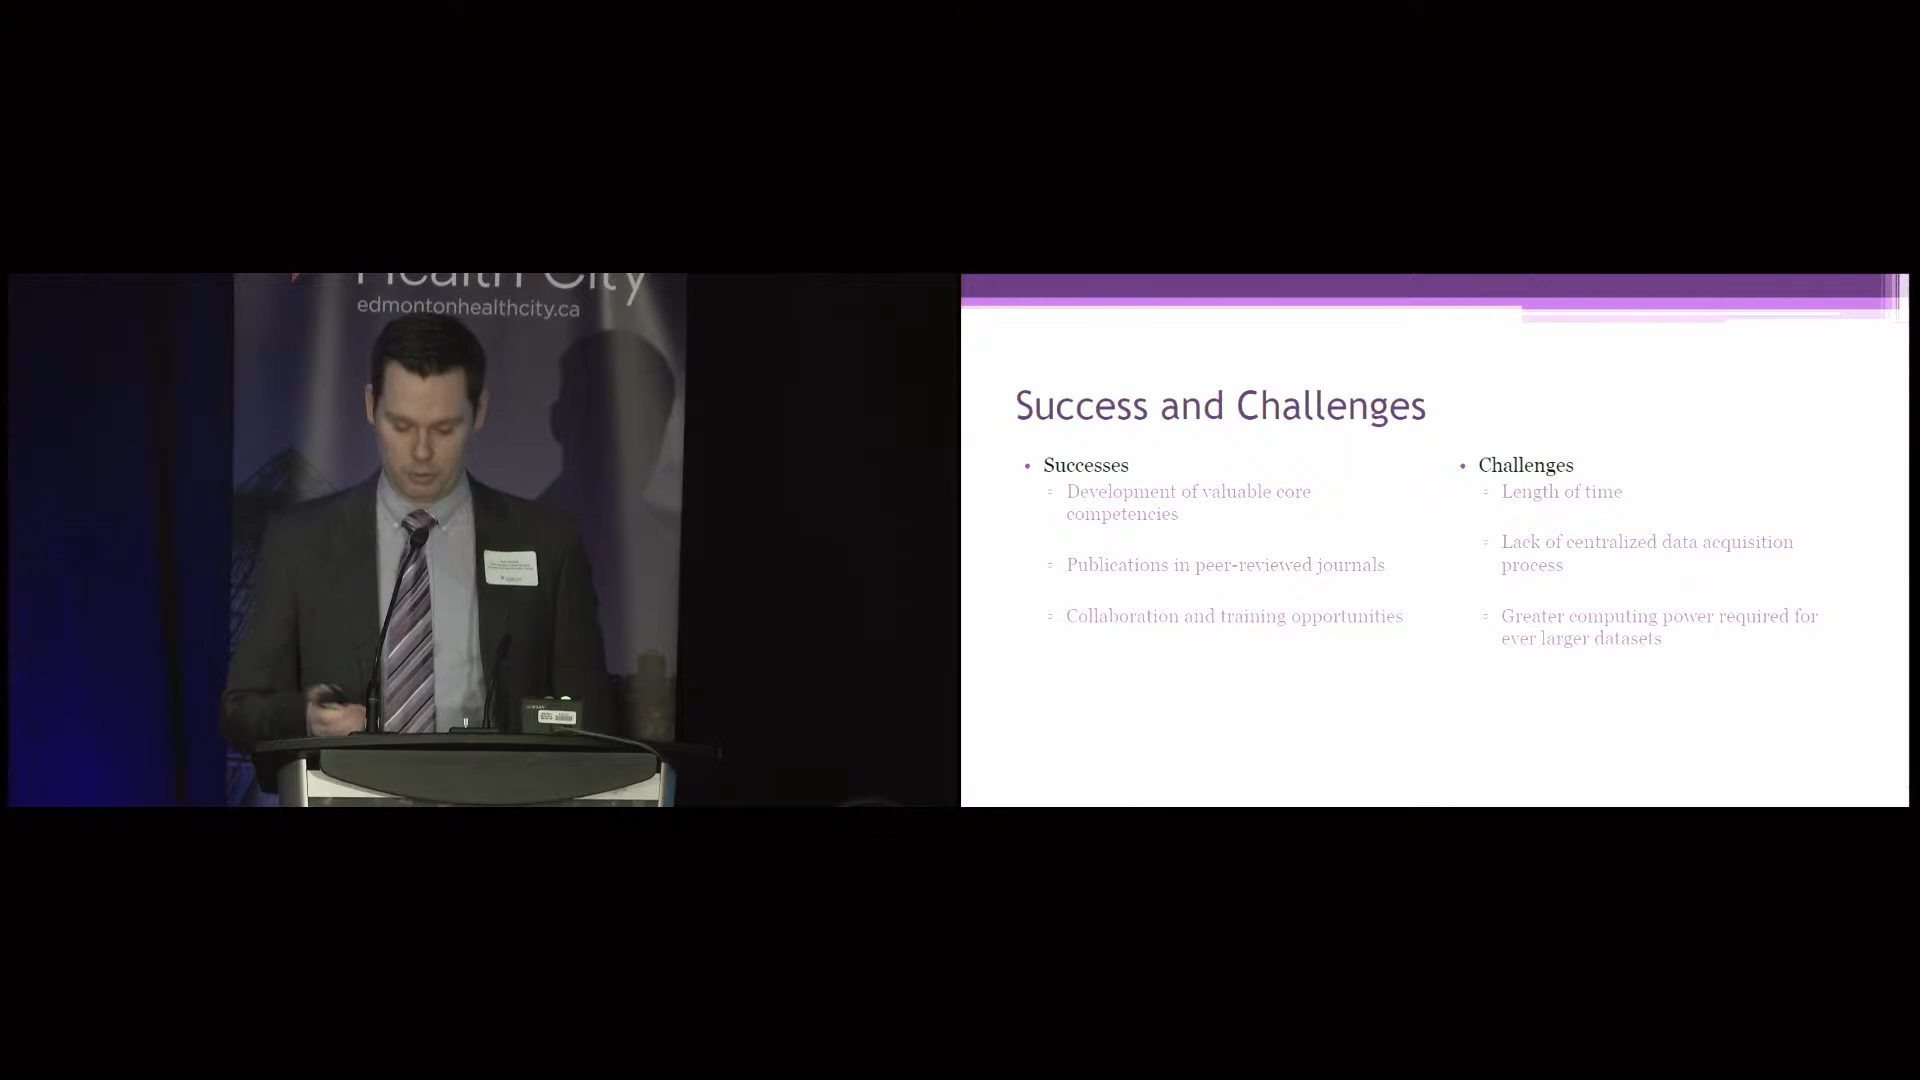 Health City
edmontonhealthcity.ca
Success and Challenges
• Successes
▫ Development of valuable core
competencies
▫ Publications in peer-reviewed journals
▫ Collaboration and training opportunities
• Challenges
▫ Length of time
▫ Lack of centralized data acquisition
process
▫ Greater computing power required for
ever larger datasets